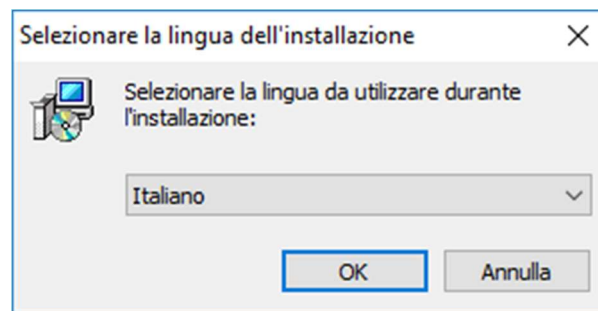 Selezionare la lingua dell'installazione
Selezionare la lingua da utilizzare durante
l'installazione:
Italiano
OK
Annulla